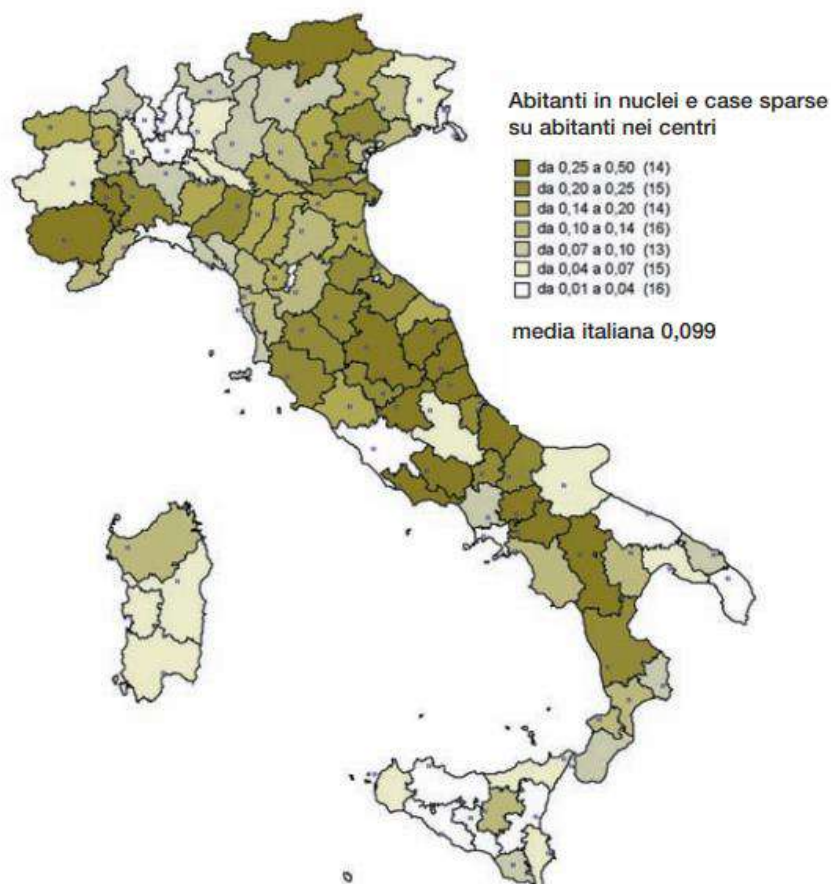 Abitanti in nuclei e case sparse
su abitanti nei centri
da 0,25 a 0,50 (14)
da 0,20 a 0,25 (15)
da 0,14 a 0,20 (14)
da 0,10 a 0,14 (16)
da 0,07 a 0,10 (13)
da 0,04 a 0,07 (15)
da 0,01 a 0,04 (16)
media italiana 0,099